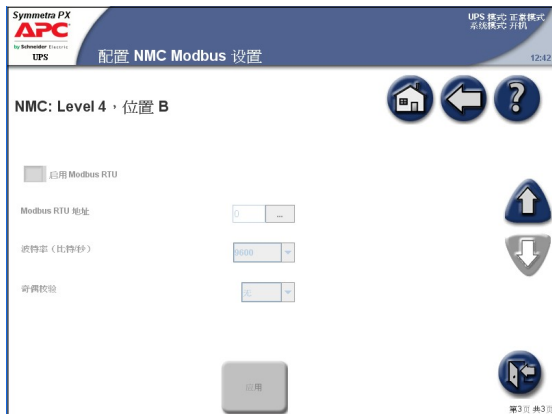 Symmetra PX
APC
by Schneider Electric
UPS
配置 NMC Modbus 设置
UPS 模式: 正常模式
系统模式: 开机
12:42
NMC: Level 4，位置 B
启用 Modbus RTU
Modbus RTU 地址
0
...
波特率（比特/秒）
9600
奇偶校验
无
应用
第3页 共3页